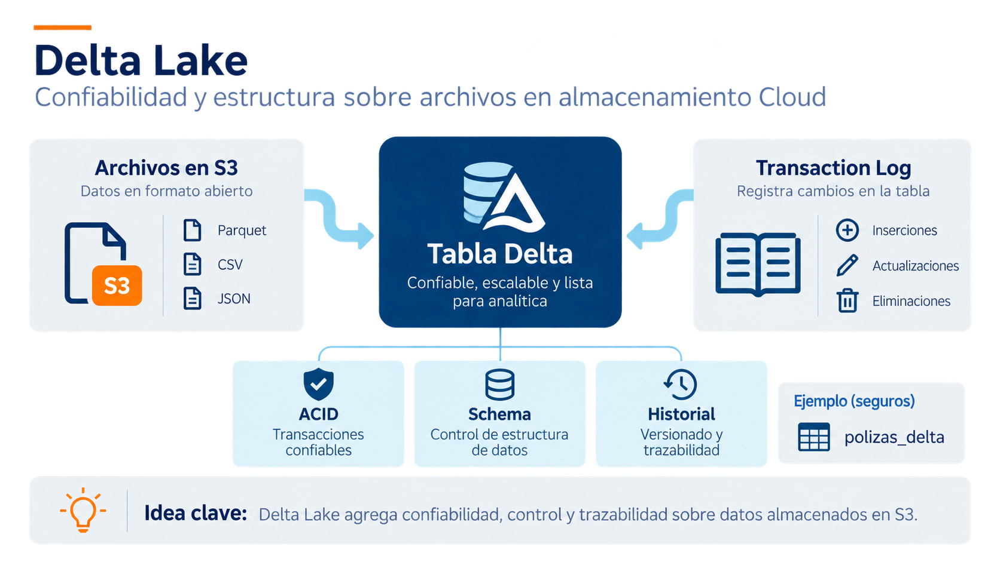 Delta Lake
Confiabilidad y estructura sobre archivos en almacenamiento Cloud
Archivos en S3
Datos en formato abierto
S3
Parquet
CSV
JSON
Tabla Delta
Confiable, escalable y lista
para analítica
Transaction Log
Registra cambios en la tabla
Inserciones
Actualizaciones
Eliminaciones
ACID
Transacciones
confiables
Schema
Control de estructura
de datos
Historial
Versionado y
trazabilidad
Ejemplo (seguros)
polizas_delta
Idea clave: Delta Lake agrega confiabilidad, control y trazabilidad sobre datos almacenados en S3.